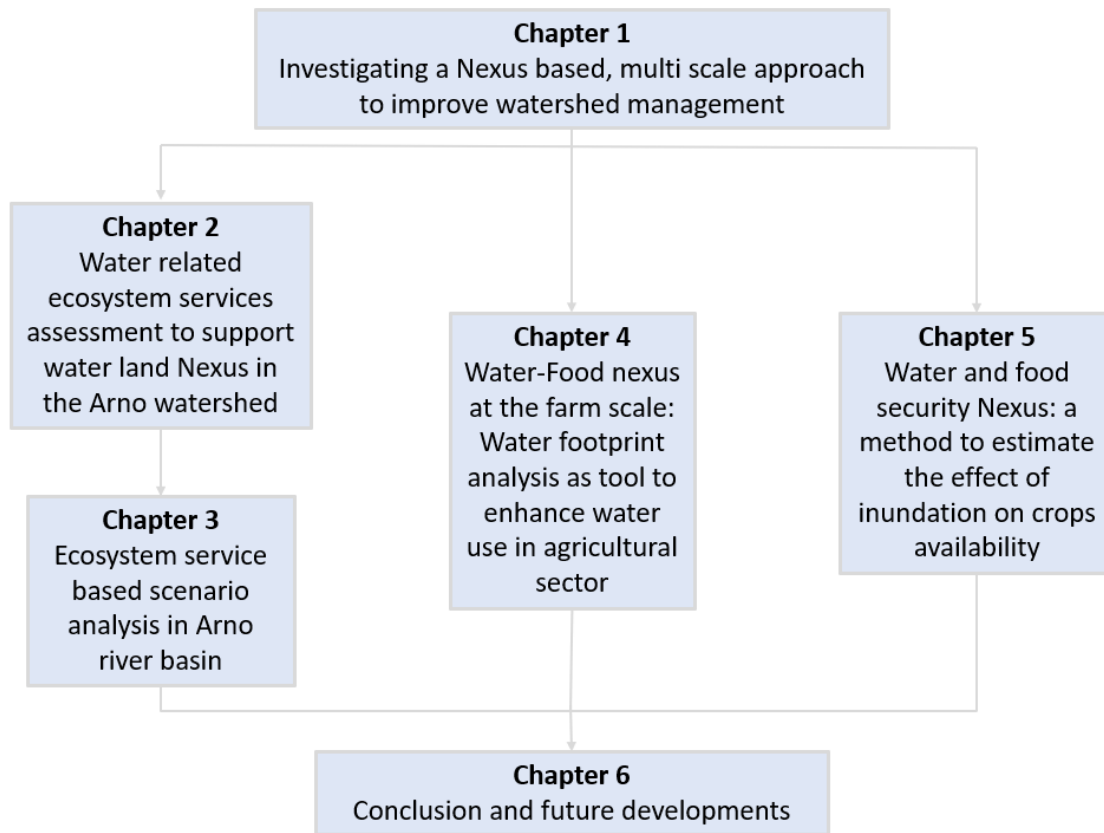 Chapter 1
Investigating a Nexus based, multi scale approach
to improve watershed management
Chapter 2
Water related
ecosystem services
assessment to support
water land Nexus in
the Arno watershed
Chapter 3
Ecosystem service
based scenario
analysis in Arno
river basin
Chapter 4
Water-Food nexus
at the farm scale:
Water footprint
analysis as tool to
enhance water
use in agricultural
sector
Chapter 5
Water and food
security Nexus: a
method to estimate
the effect of
inundation on crops
availability
Chapter 6
Conclusion and future developments